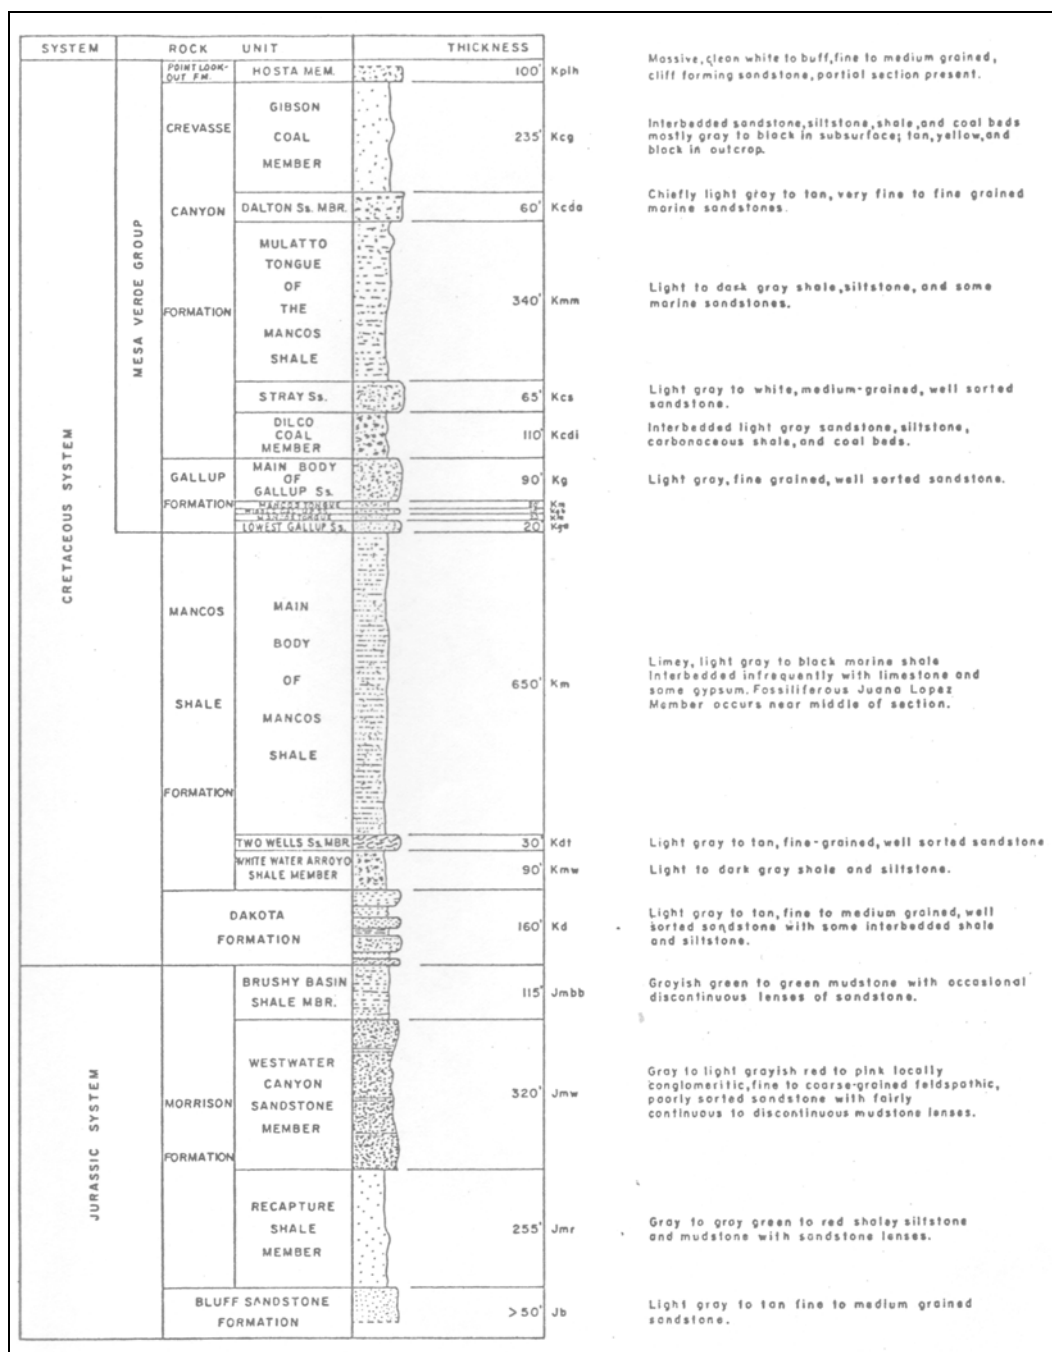 SYSTEM ROCK UNIT THICKNESS
CRETACEOUS SYSTEM
MESA VERDE GROUP
POINT LOOK-
OUT FM.
HOSTA MEM.
100' Kplh
Massive, clean white to buff, fine to medium grained,
cliff forming sandstone, partial section present.
CREVASSE
CANYON
FORMATION
GIBSON
COAL
MEMBER
235' Kcg
Interbedded sandstone, siltstone, shale, and coal beds
mostly gray to black in subsurface; tan, yellow, and
black in outcrop.
DALTON Ss. MBR.
60' Kcda
Chiefly light gray to tan, very fine to fine grained
marine sandstones.
MULATTO
TONGUE
OF
THE
MANCOS
SHALE
340' Kmm
Light to dark gray shale, siltstone, and some
marine sandstones.
STRAY Ss.
65' Kcs
Light gray to white, medium-grained, well sorted
sandstone.
DILCO
COAL
MEMBER
110' Kcdi
Interbedded light gray sandstone, siltstone,
carbonaceous shale, and coal beds.
GALLUP
FORMATION
MAIN BODY
OF
GALLUP Ss.
90' Kg
Light gray, fine grained, well sorted sandstone.
MANCOS TONGUE
Km
LOWEST GALLUP Ss.
20'
MANCOS
SHALE
FORMATION
MAIN
BODY
OF
MANCOS
SHALE
650' Km
Limey, light gray to black marine shale
Interbedded infrequently with limestone and
some gypsum. Fossiliferous Juana Lopez
Member occurs near middle of section.
TWO WELLS Ss. MBR.
30' Kdt
Light gray to tan, fine-grained, well sorted sandstone
WHITE WATER ARROYO
SHALE MEMBER
90' Kmw
Light to dark gray shale and siltstone.
DAKOTA
FORMATION
160' Kd
Light gray to tan, fine to medium grained, well
sorted sandstone with some interbedded shale
and siltstone.
JURASSIC SYSTEM
MORRISON
FORMATION
BRUSHY BASIN
SHALE MBR.
115' Jmbb
Grayish green to green mudstone with occasional
discontinuous lenses of sandstone.
WESTWATER
CANYON
SANDSTONE
MEMBER
320' Jmw
Gray to light grayish red to pink locally
conglomeritic, fine to coarse-grained feldspathic,
poorly sorted sandstone with fairly
continuous to discontinuous mudstone lenses.
RECAPTURE
SHALE
MEMBER
255' Jmr
Gray to gray green to red shaley siltstone
and mudstone with sandstone lenses.
BLUFF SANDSTONE
FORMATION
>50' Jb
Light gray to tan fine to medium grained
sandstone.